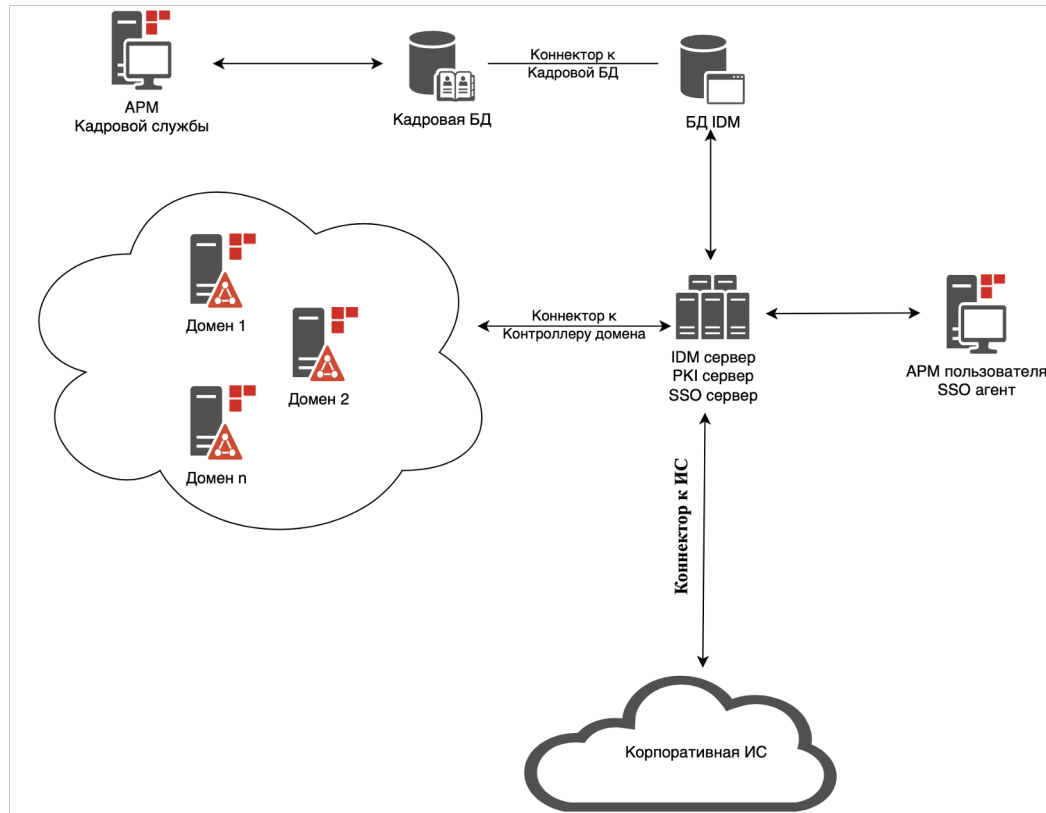 АРМ
Кадровой службы
Кадровая БД
Коннектор к
Кадровой БД
БД IDM
Домен 1
Домен 2
Домен n
Коннектор к
Контроллеру домена
IDM сервер
PKI сервер
SSO сервер
АРМ пользователя
SSO агент
Коннектор к ИС
Корпоративная ИС